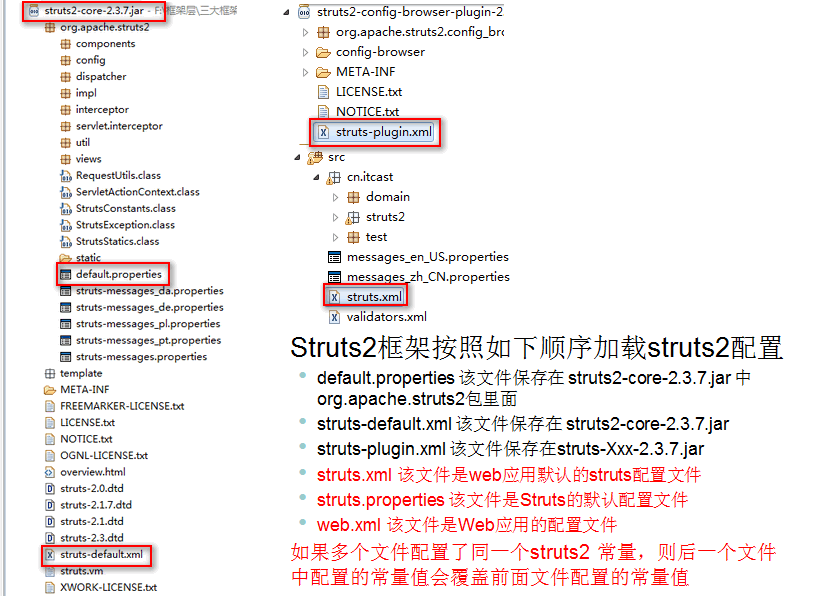 struts2-core-2.3.7.jar - F:\框架层\三大框架
org.apache.struts2
components
config
dispatcher
impl
interceptor
servlet.interceptor
util
views
RequestUtils.class
ServletActionContext.class
StrutsConstants.class
StrutsException.class
StrutsStatics.class
static
default.properties
struts-messages_da.properties
struts-messages_de.properties
struts-messages_pl.properties
struts-messages_pt.properties
struts-messages.properties
template
META-INF
FREEMARKER-LICENSE.txt
LICENSE.txt
NOTICE.txt
OGNL-LICENSE.txt
overview.html
struts-2.0.dtd
struts-2.1.7.dtd
struts-2.1.dtd
struts-2.3.dtd
struts-default.xml
struts.vm
XWORK-LICENSE.txt
struts2-config-browser-plugin-2
org.apache.struts2.config_bro
config-browser
META-INF
LICENSE.txt
NOTICE.txt
struts-plugin.xml
src
cn.itcast
domain
struts2
test
messages_en_US.properties
messages_zh_CN.properties
struts.xml
validators.xml
Struts2框架按照如下顺序加载struts2配置
default.properties 该文件保存在 struts2-core-2.3.7.jar 中
org.apache.struts2包里面
struts-default.xml 该文件保存在 struts2-core-2.3.7.jar
struts-plugin.xml 该文件保存在struts-Xxx-2.3.7.jar
struts.xml 该文件是web应用默认的struts配置文件
struts.properties 该文件是Struts的默认配置文件
web.xml 该文件是Web应用的配置文件
如果多个文件配置了同一个struts2 常量，则后一个文件
中配置的常量值会覆盖前面文件配置的常量值